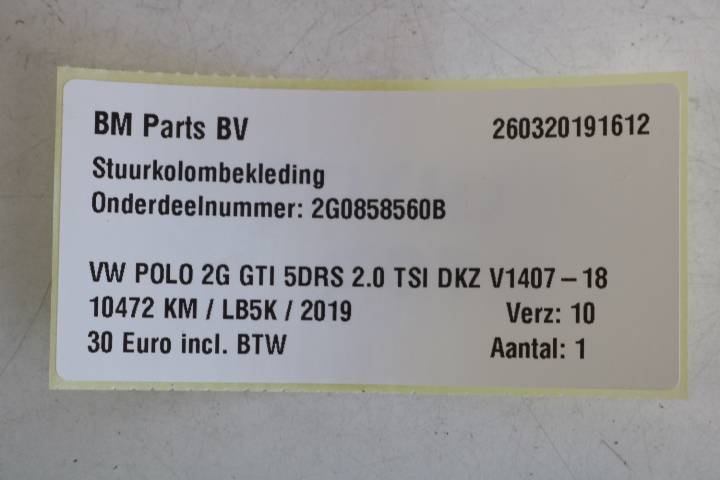 BM Parts BV 260320191612
Stuurkolombekleding
Onderdeelnummer: 2G0858560B
VW POLO 2G GTI 5DRS 2.0 TSI DKZ V1407 – 18
10472 KM / LB5K / 2019 Verz: 10
30 Euro incl. BTW Aantal: 1